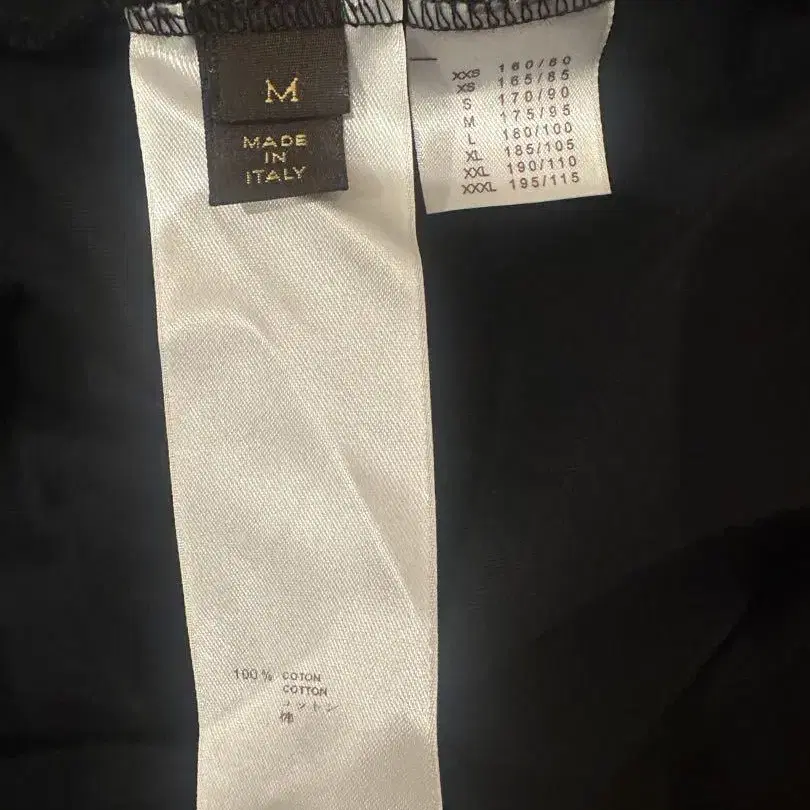 M
MADE
IN
ITALY
XXS 160/80
XS 165/85
S 170/90
M 175/95
L 180/100
XL 185/105
XXL 190/110
XXXL 195/115
100% COTON
COTTON
コットン
棉